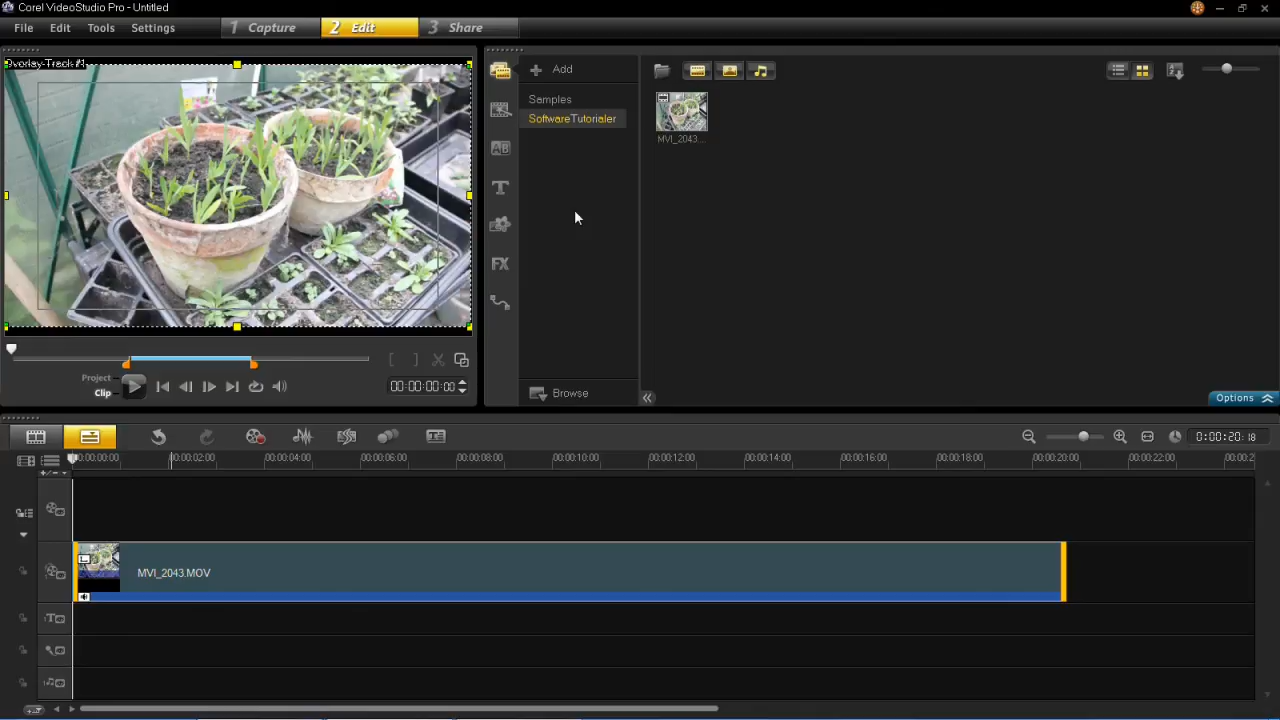 Corel VideoStudio Pro - Untitled
File Edit Tools Settings 1 Capture 2 Edit 3 Share
Overlay Track #1
Add
Samples
SoftwareTutorialer
MVI_2043....
AB
T
FX
Project
Clip
00:00:00:00
Browse
Options
0:00:20:18
00:00:00:00 00:00:02:00 00:00:04:00 00:00:06:00 00:00:08:00 00:00:10:00 00:00:12:00 00:00:14:00 00:00:16:00 00:00:18:00 00:00:20:00 00:00:22:00
MVI_2043.MOV